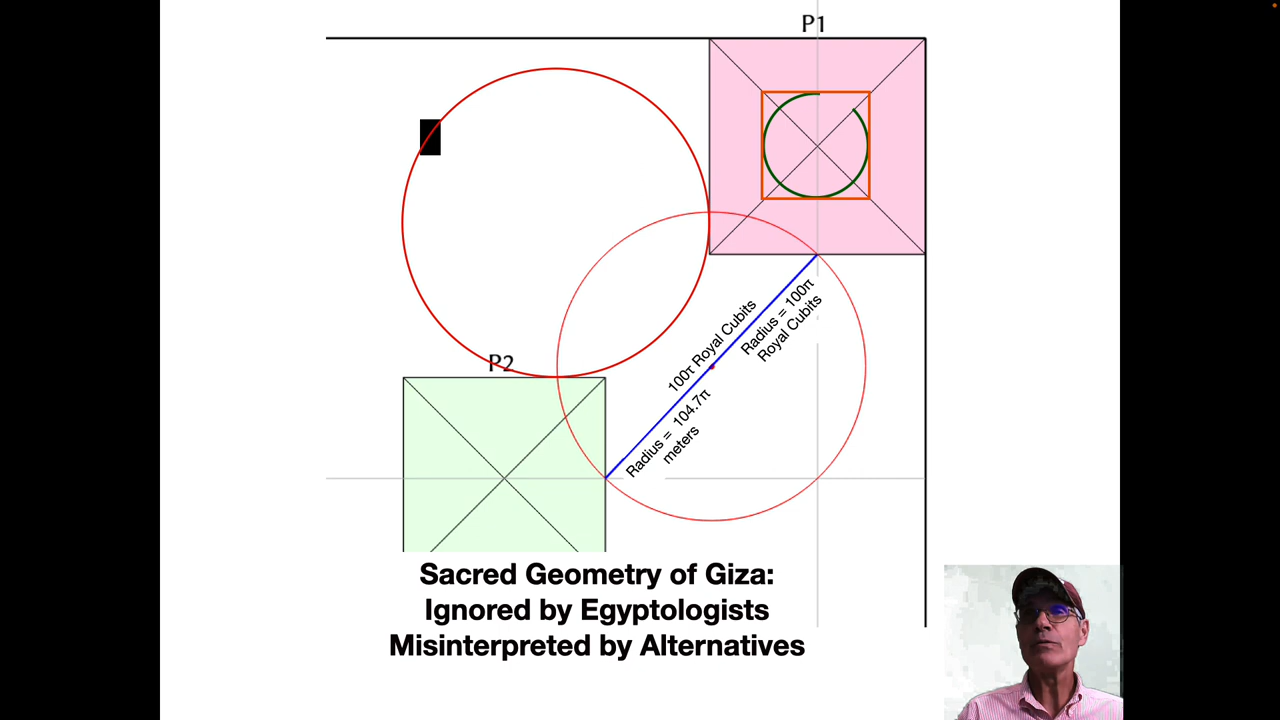 P1
P2
100π Royal Cubits
Radius = 100π
Royal Cubits
Radius = 104.7π
meters
Sacred Geometry of Giza:
Ignored by Egyptologists
Misinterpreted by Alternatives